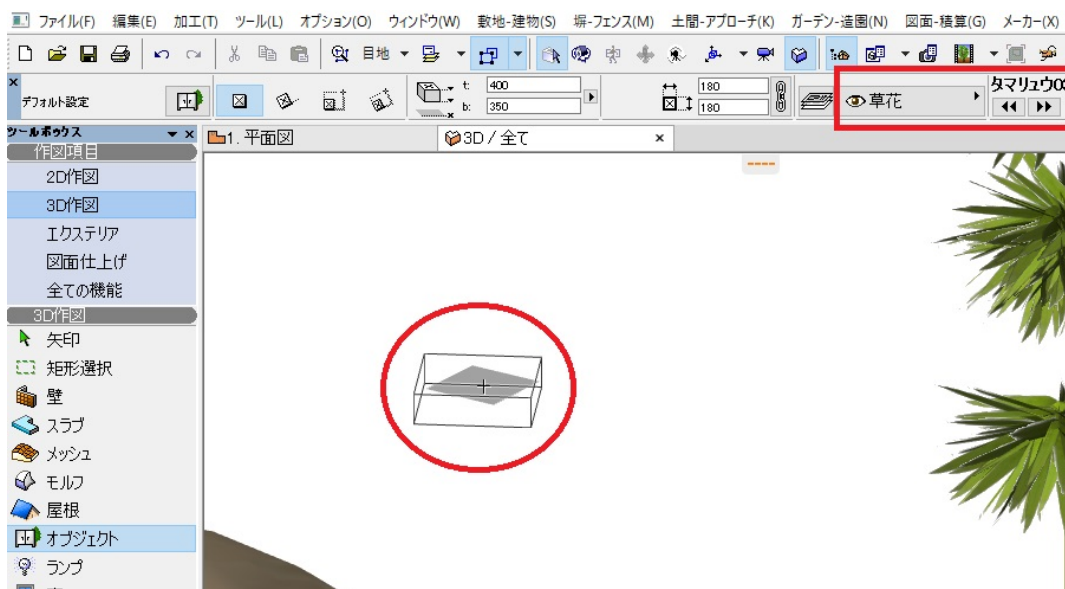 ファイル(F) 編集(E) 加工(T) ツール(L) オプション(O) ウィンドウ(W) 敷地-建物(S) 塀-フェンス(M) 土間-アプローチ(K) ガーデン-造園(N) 図面-積算(G) メーカー(X)
目地
デフォルト設定 t: 400 180 草花 タマリュウ0
b: 350 180
ツールボックス 1. 平面図 3D / 全て
作図項目
2D作図
3D作図
エクステリア
図面仕上げ
全ての機能
3D作図
矢印
矩形選択
壁
スラブ
メッシュ
モルフ
屋根
オブジェクト
ランプ